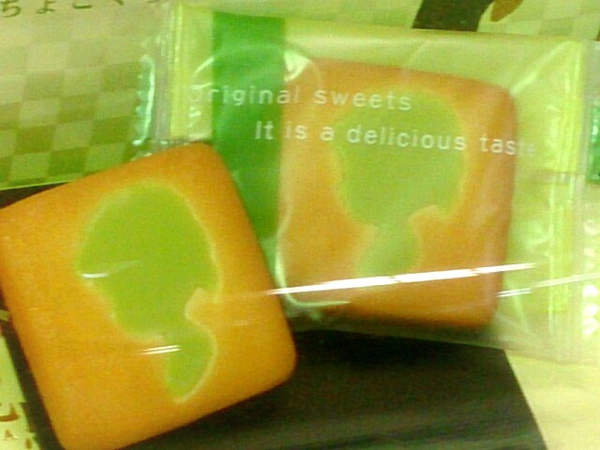 ちょこ
Original sweets
It is a delicious taste